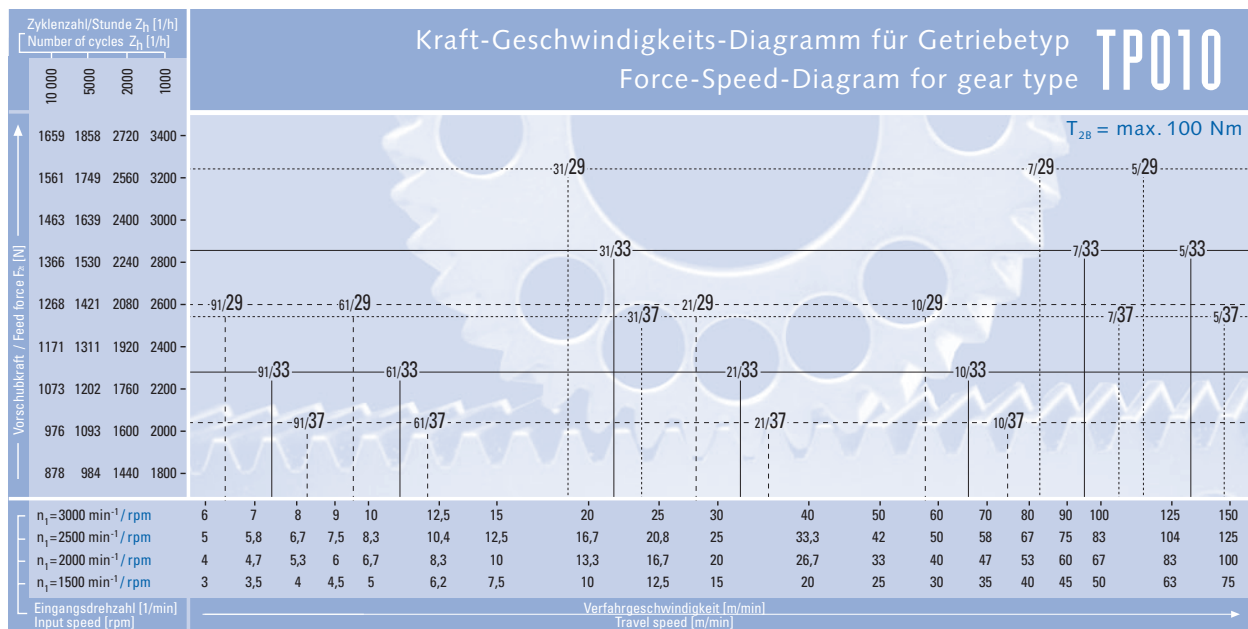 Zyklenzahl/Stunde Zh [1/h]
Number of cycles Zh [1/h]
10 000 5000 2000 1000
Kraft-Geschwindigkeits-Diagramm für Getriebetyp
Force-Speed-Diagram for gear type
TP010
T2B = max. 100 Nm
Vorschubkraft / Feed force F2t [N]
1659 1858 2720 3400
1561 1749 2560 3200
1463 1639 2400 3000
1366 1530 2240 2800
1268 1421 2080 2600
1171 1311 1920 2400
1073 1202 1760 2200
976 1093 1600 2000
878 984 1440 1800
31/29 7/29 5/29
31/33 7/33 5/33
91/29 61/29 21/29 10/29
31/37 7/37 5/37
91/33 61/33 21/33 10/33
91/37 61/37 21/37 10/37
n1=3000 min-1/ rpm 6 7 8 9 10 12,5 15 20 25 30 40 50 60 70 80 90 100 125 150
n1=2500 min-1/ rpm 5 5,8 6,7 7,5 8,3 10,4 12,5 16,7 20,8 25 33,3 42 50 58 67 75 83 104 125
n1=2000 min-1/ rpm 4 4,7 5,3 6 6,7 8,3 10 13,3 16,7 20 26,7 33 40 47 53 60 67 83 100
n1=1500 min-1/ rpm 3 3,5 4 4,5 5 6,2 7,5 10 12,5 15 20 25 30 35 40 45 50 63 75
Eingangsdrehzahl [1/min]
Input speed [rpm]
Verfahrgeschwindigkeit [m/min]
Travel speed [m/min]